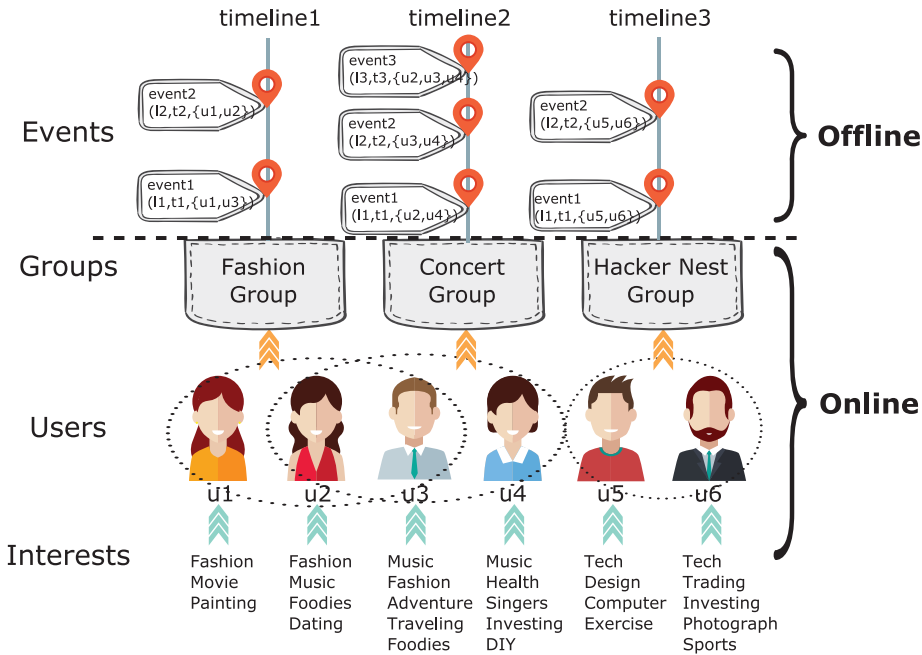 timeline1
timeline2
timeline3
event3
(l3,t3,{u2,u3,u4})
event2
(l2,t2,{u1,u2})
event2
(l2,t2,{u3,u4})
event2
(l2,t2,{u5,u6})
Events
Offline
event1
(l1,t1,{u1,u3})
event1
(l1,t1,{u2,u4})
event1
(l1,t1,{u5,u6})
Groups
Fashion
Group
Concert
Group
Hacker Nest
Group
Users
Online
u1
u2
u3
u4
u5
u6
Interests
Fashion
Movie
Painting
Fashion
Music
Foodies
Dating
Music
Fashion
Adventure
Traveling
Foodies
Music
Health
Singers
Investing
DIY
Tech
Design
Computer
Exercise
Tech
Trading
Investing
Photograph
Sports